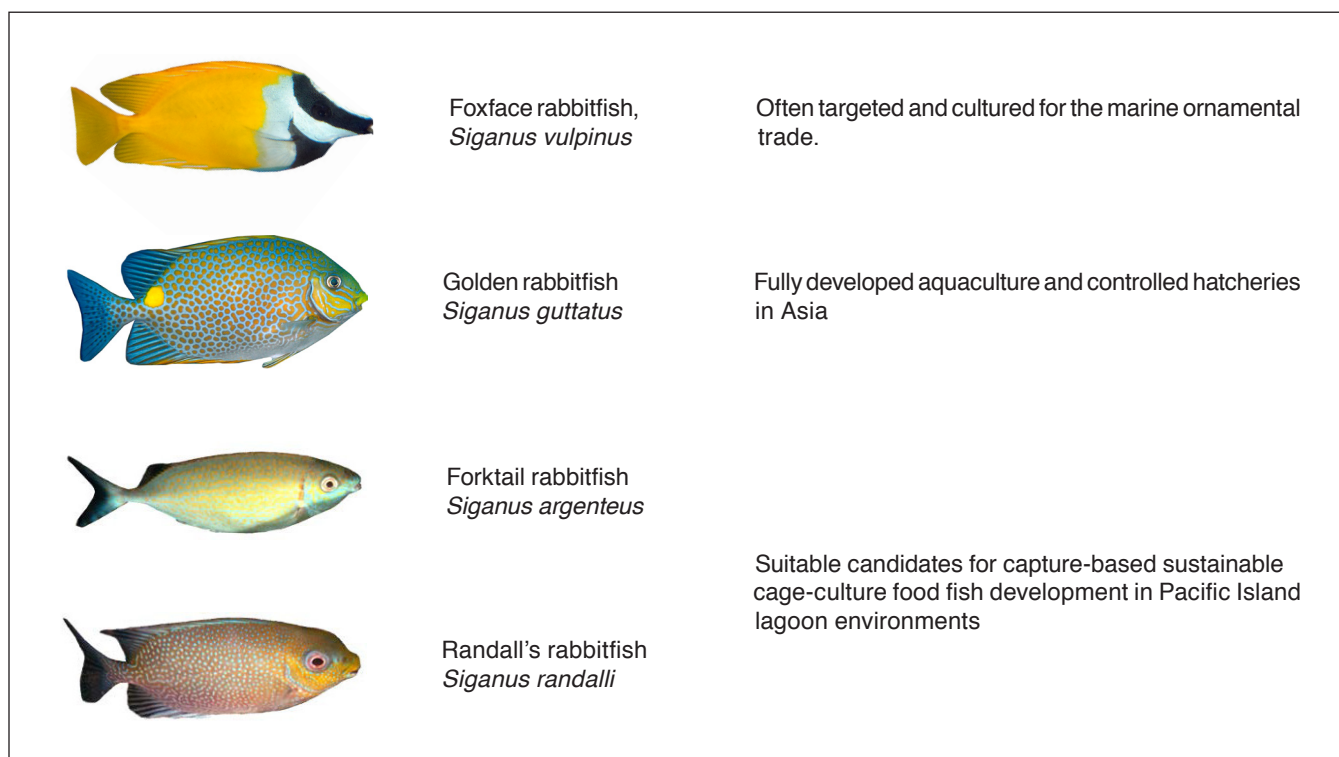 Foxface rabbitfish,
Siganus vulpinus
Often targeted and cultured for the marine ornamental
trade.
Golden rabbitfish
Siganus guttatus
Fully developed aquaculture and controlled hatcheries
in Asia
Forktail rabbitfish
Siganus argenteus
Suitable candidates for capture-based sustainable
cage-culture food fish development in Pacific Island
lagoon environments
Randall's rabbitfish
Siganus randalli